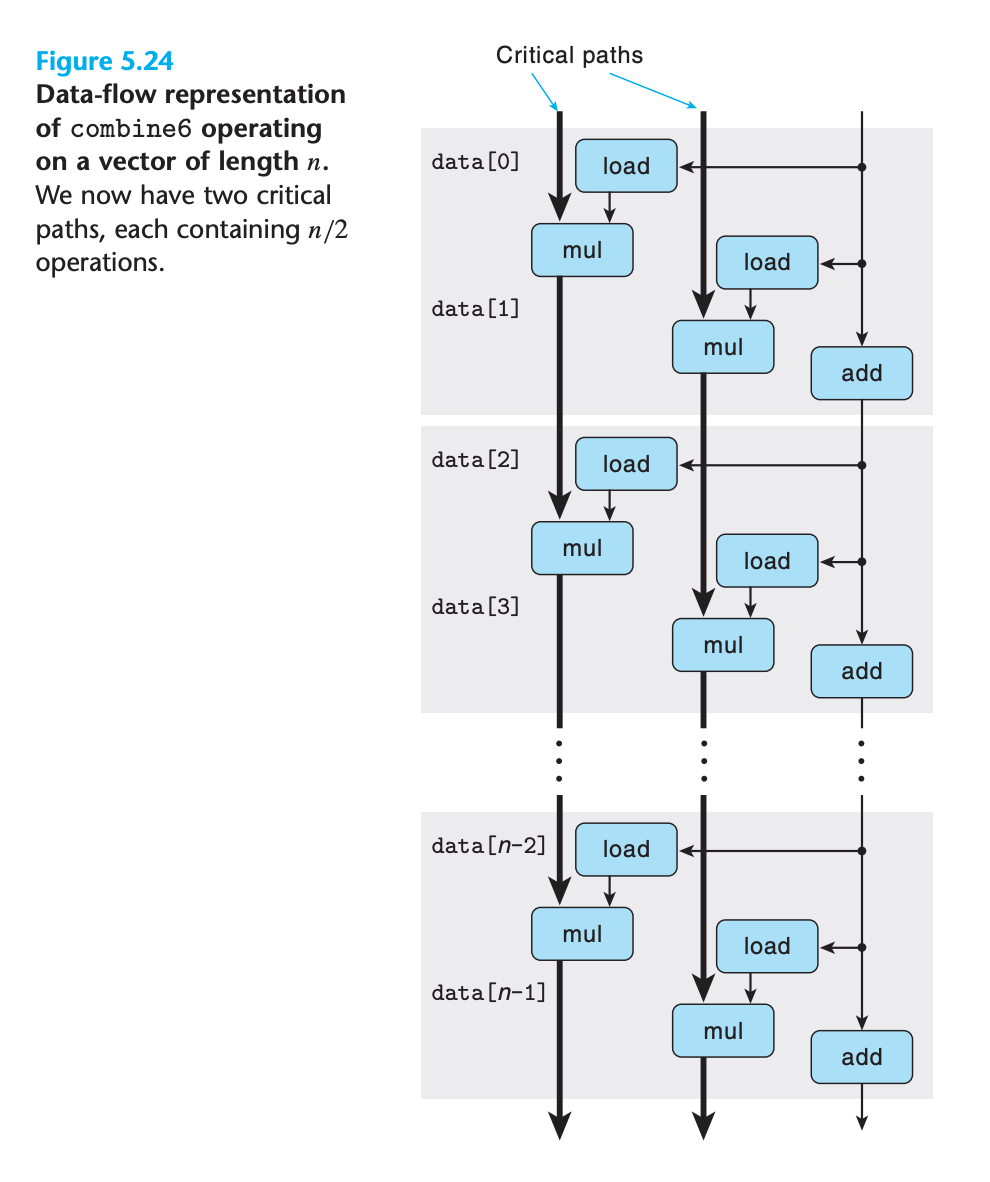 Figure 5.24
Data-flow representation
of combine6 operating
on a vector of length n.
We now have two critical
paths, each containing n/2
operations.
Critical paths
data[0]
load
mul
load
data[1]
mul
add
data[2]
load
mul
load
data[3]
mul
add
data[n-2]
load
mul
load
data[n-1]
mul
add